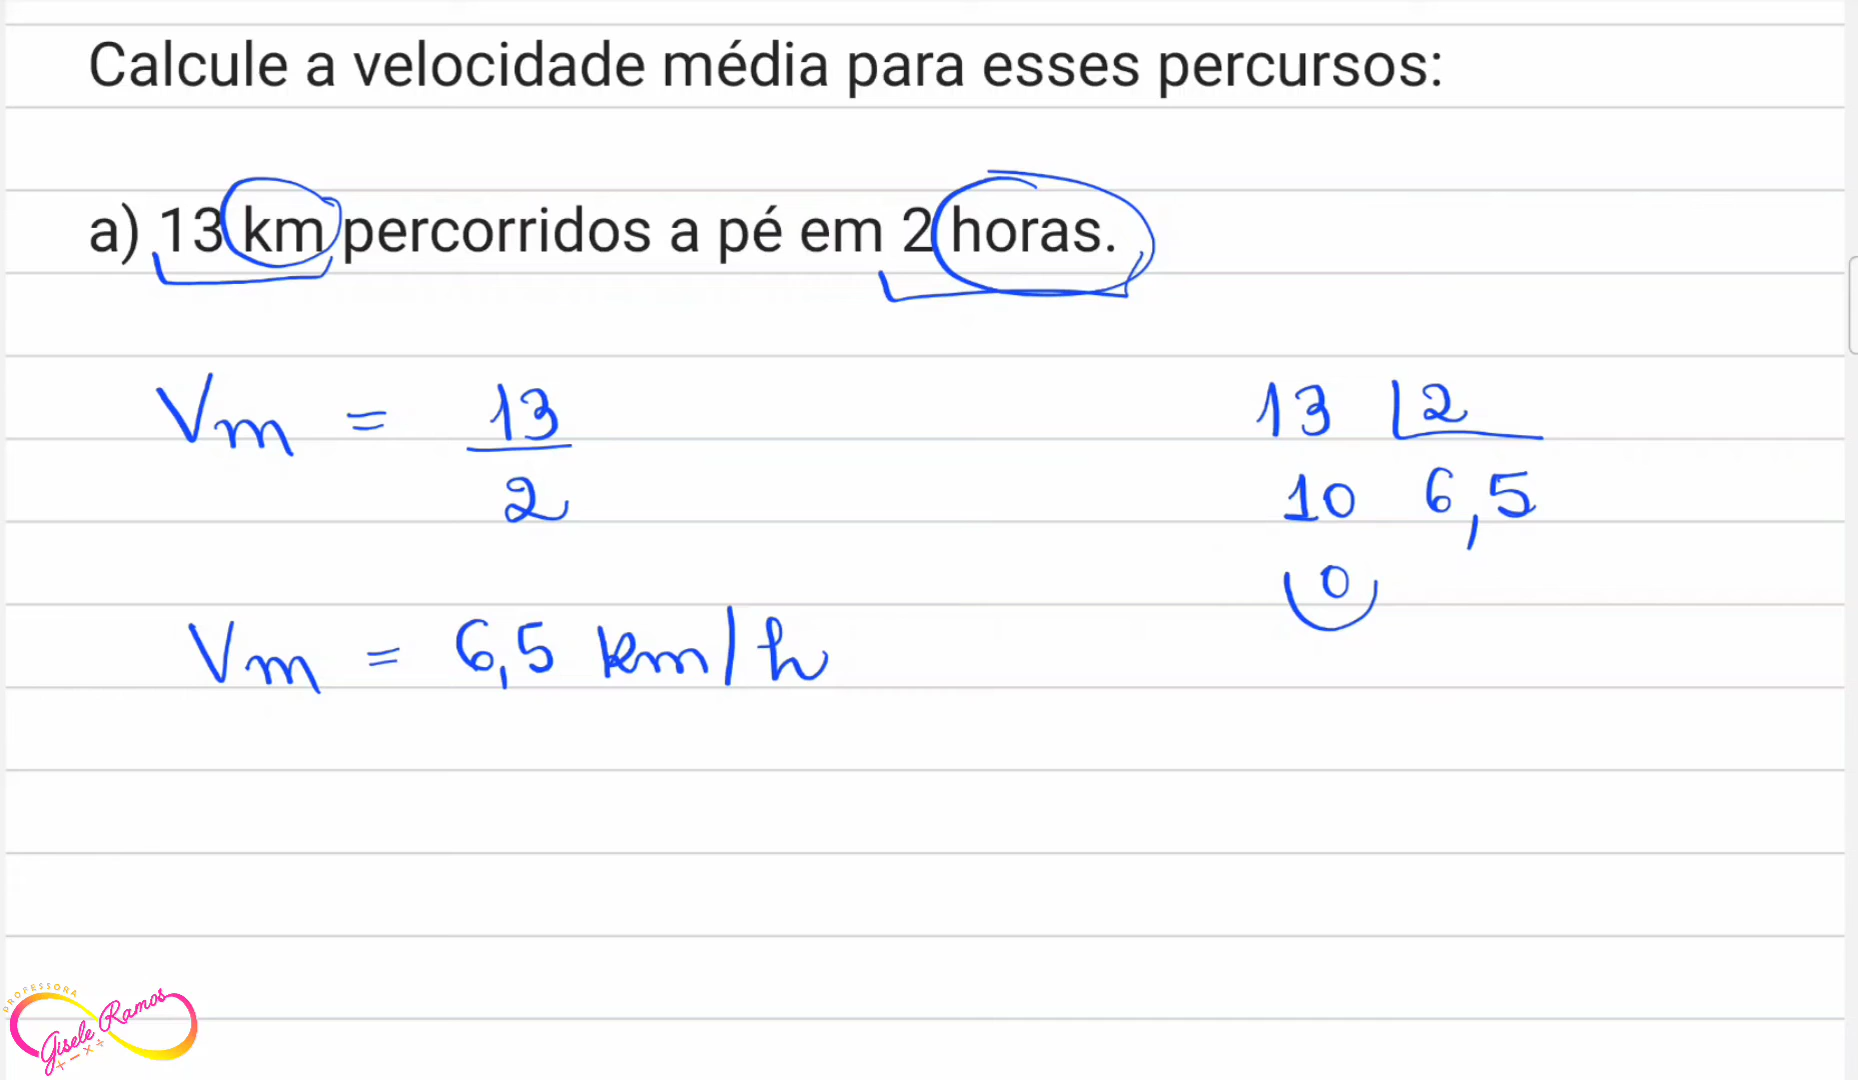 Calcule a velocidade média para esses percursos:
a) 13 km percorridos a pé em 2 horas.
Vm = 13
2
13 2
10 6,5
0
Vm = 6,5 km/h
PROFESSORA
Gisele Ramos
+ - × ÷